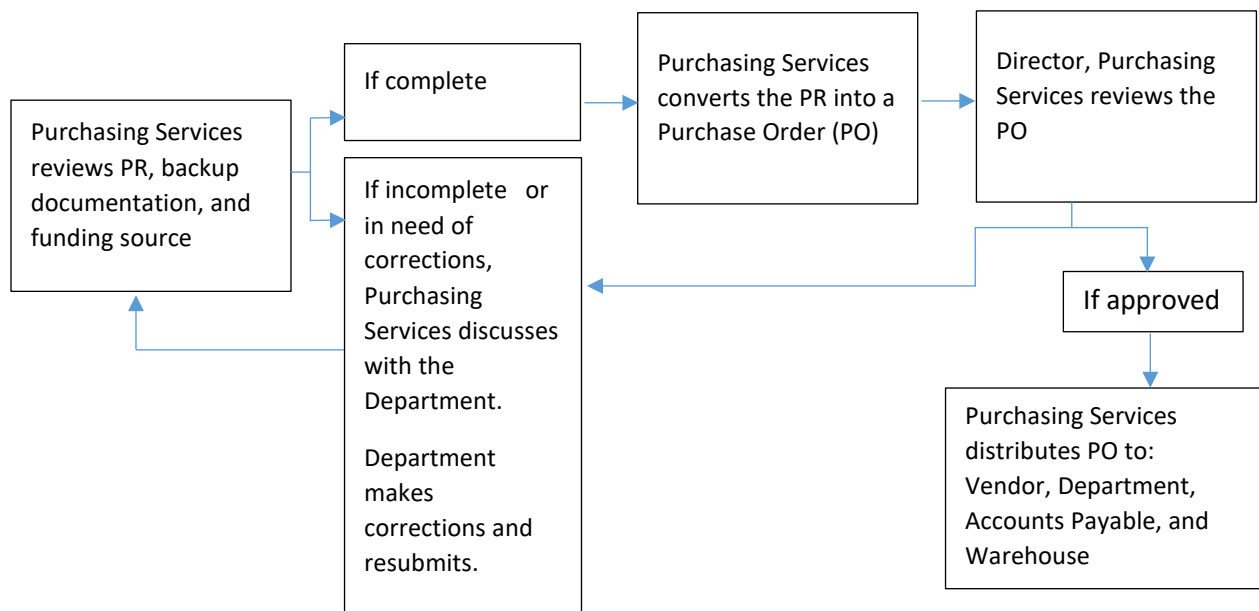 Purchasing Services
reviews PR, backup
documentation, and
funding source
If complete
If incomplete or
in need of
corrections,
Purchasing
Services discusses
with the
Department.
Department
makes
corrections and
resubmits.
Purchasing Services
converts the PR into a
Purchase Order (PO)
Director, Purchasing
Services reviews the
PO
If approved
Purchasing Services
distributes PO to:
Vendor, Department,
Accounts Payable, and
Warehouse